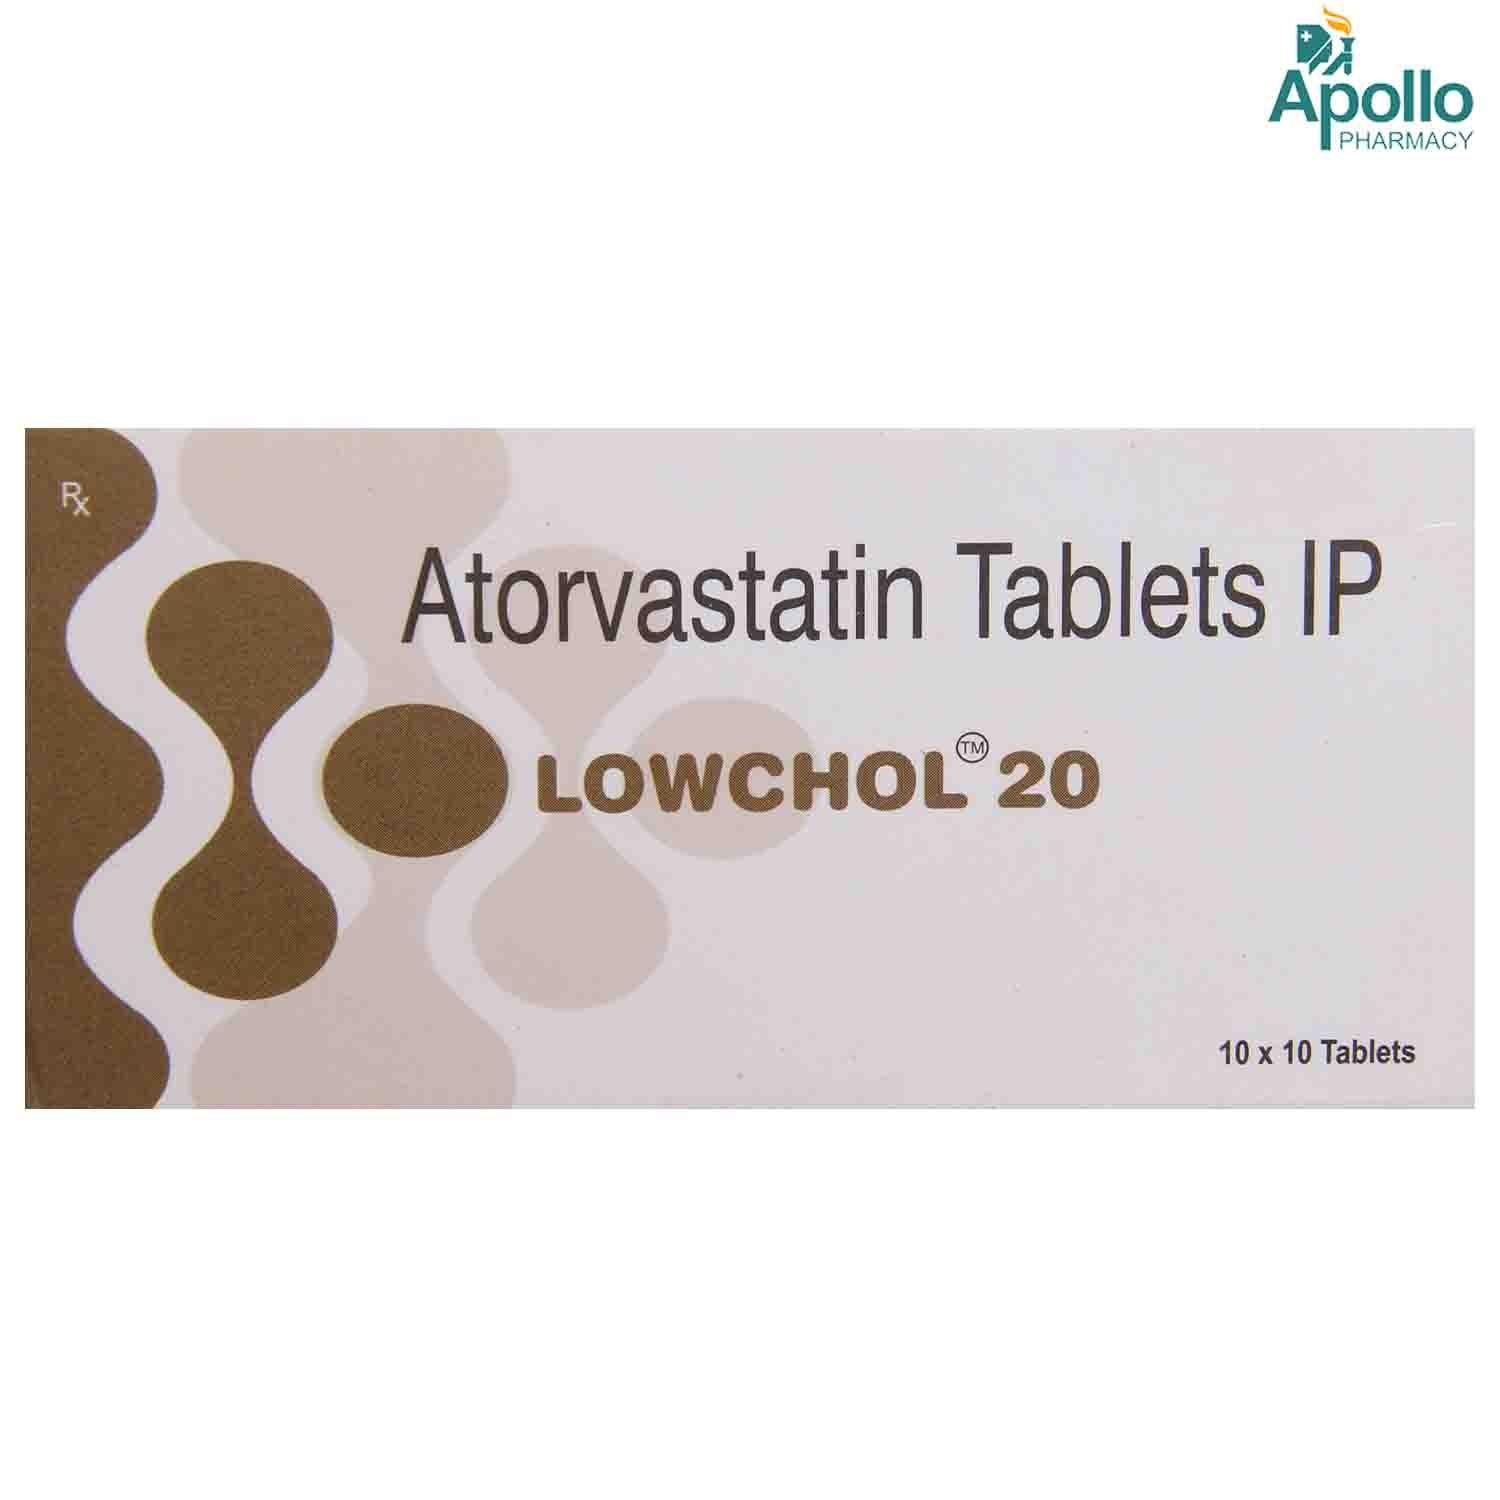 Apollo
PHARMACY
Rx
Atorvastatin Tablets IP
LOWCHOL™ 20
10 x 10 Tablets